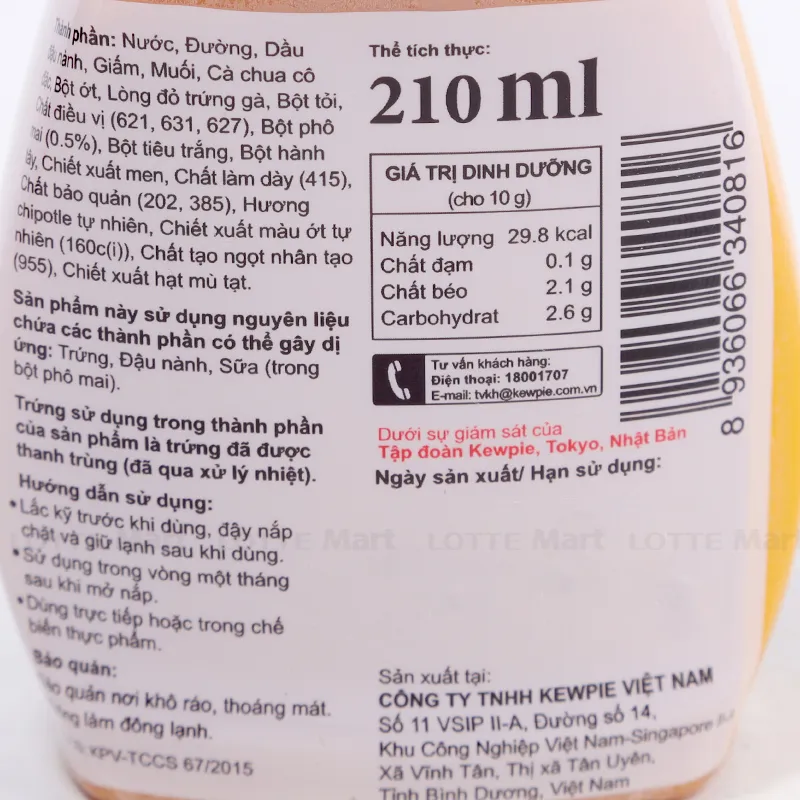 Thành phần: Nước, Đường, Dầu
đậu nành, Giấm, Muối, Cà chua cô
đặc, Bột ớt, Lòng đỏ trứng gà, Bột tỏi,
Chất điều vị (621, 631, 627), Bột phô
mai (0.5%), Bột tiêu trắng, Bột hành
tây, Chiết xuất men, Chất làm dày (415),
Chất bảo quản (202, 385), Hương
chipotle tự nhiên, Chiết xuất màu ớt tự
nhiên (160c(i)), Chất tạo ngọt nhân tạo
(955), Chiết xuất hạt mù tạt.
Sản phẩm này sử dụng nguyên liệu
chứa các thành phần có thể gây dị
ứng: Trứng, Đậu nành, Sữa (trong
bột phô mai).
Trứng sử dụng trong thành phần
của sản phẩm là trứng đã được
thanh trùng (đã qua xử lý nhiệt).
Hướng dẫn sử dụng:
• Lắc kỹ trước khi dùng, đậy nắp
chặt và giữ lạnh sau khi dùng.
• Sử dụng trong vòng một tháng
sau khi mở nắp.
• Dùng trực tiếp hoặc trong chế
biến thực phẩm.
Bảo quản:
quản nơi khô ráo, thoáng mát.
làm đông lạnh.
KPV-TCCS 67/2015
Thể tích thực:
210 ml
GIÁ TRỊ DINH DƯỠNG
(cho 10 g)
Năng lượng 29.8 kcal
Chất đạm 0.1 g
Chất béo 2.1 g
Carbohydrat 2.6 g
Tư vấn khách hàng:
Điện thoại: 18001707
E-mail: tvkh@kewpie.com.vn
8 936066 340816
Dưới sự giám sát của
Tập đoàn Kewpie, Tokyo, Nhật Bản
Ngày sản xuất/ Hạn sử dụng:
LOTTE Mart LOTTE Mart LOTTE Mart
Sản xuất tại:
CÔNG TY TNHH KEWPIE VIỆT NAM
Số 11 VSIP II-A, Đường số 14,
Khu Công Nghiệp Việt Nam-Singapore II-A
Xã Vĩnh Tân, Thị xã Tân Uyên,
Tỉnh Bình Dương, Việt Nam